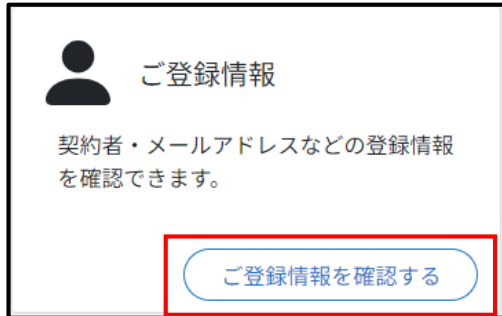 ご登録情報
契約者・メールアドレスなどの登録情報
を確認できます。
ご登録情報を確認する